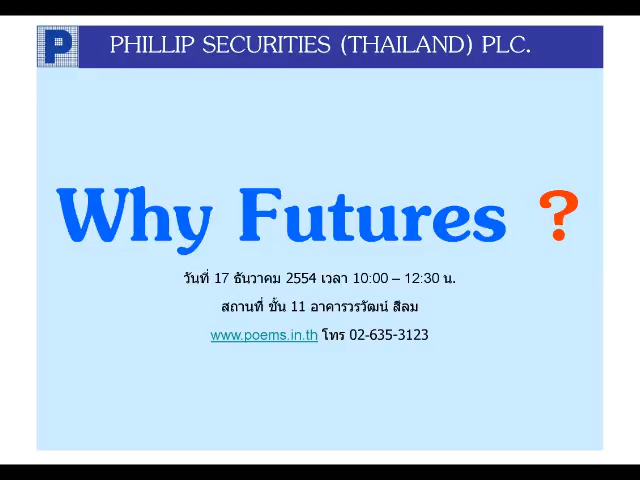 P
PHILLIP SECURITIES (THAILAND) PLC.
Why Futures ?
วันที่ 17 ธันวาคม 2554 เวลา 10:00 – 12:30 น.
สถานที่ ชั้น 11 อาคารวรวัฒน์ สีลม
www.poems.in.th โทร 02-635-3123